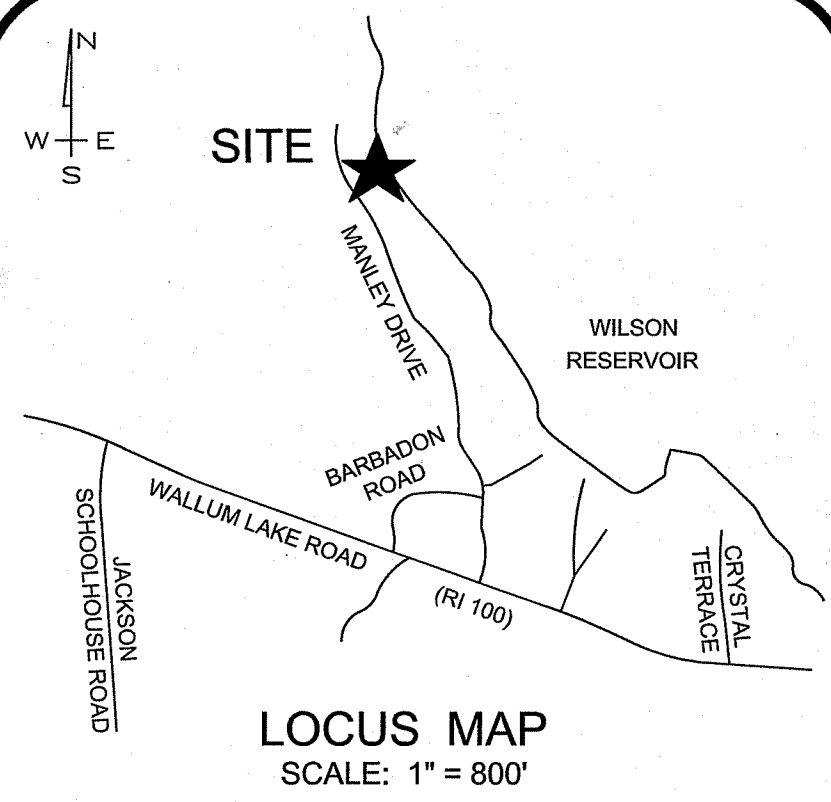 N
W E
S
SITE
MANLEY DRIVE
WILSON
RESERVOIR
BARBADON
ROAD
WALLUM LAKE ROAD
(RI 100)
JACKSON
SCHOOLHOUSE ROAD
CRYSTAL
TERRACE
LOCUS MAP
SCALE: 1" = 800'